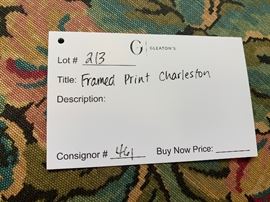 G | GLEATON'S
Lot # 213
Title: Framed Print Charleston
Description:
Consignor # 461 Buy Now Price: